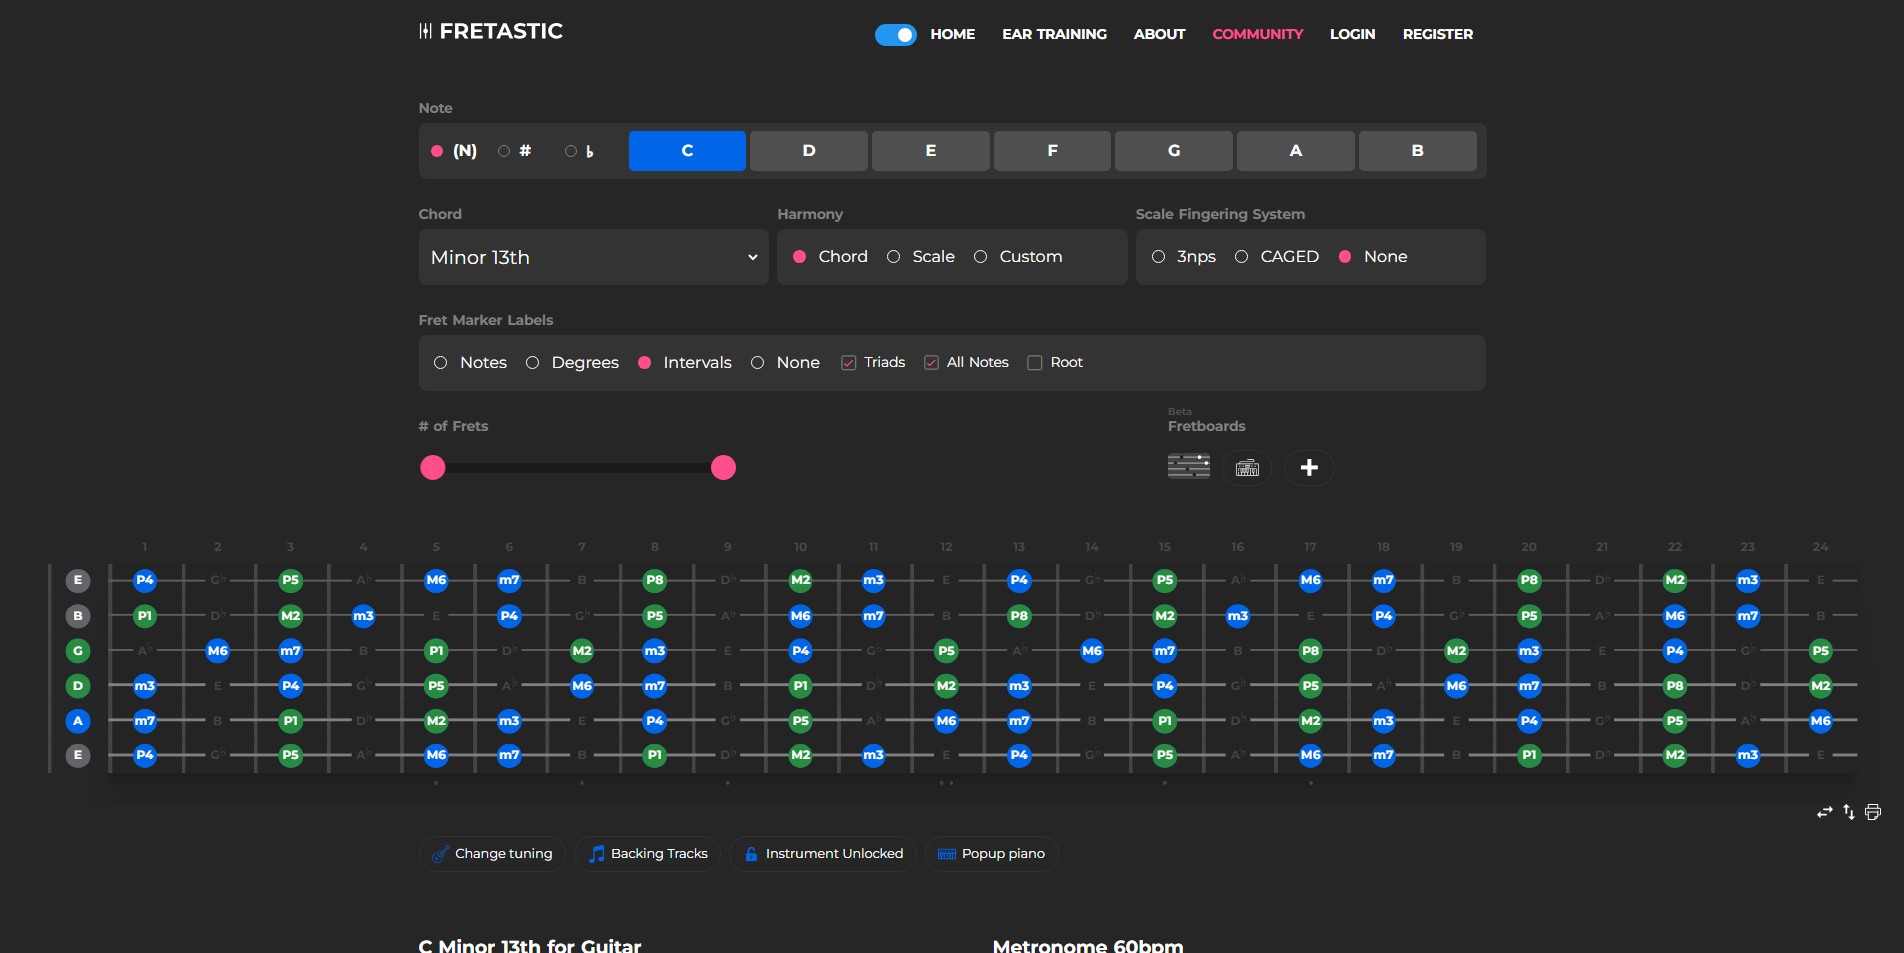 FRETASTIC
HOME EAR TRAINING ABOUT COMMUNITY LOGIN REGISTER
Note
(N) # ♭ C D E F G A B
Chord Harmony Scale Fingering System
Minor 13th Chord Scale Custom 3nps CAGED None
Fret Marker Labels
Notes Degrees Intervals None Triads All Notes Root
Beta
# of Frets Fretboards
1 2 3 4 5 6 7 8 9 10 11 12 13 14 15 16 17 18 19 20 21 22 23 24
E P4 G♭ P5 A♭ M6 m7 B P8 D♭ M2 m3 E P4 G♭ P5 A♭ M6 m7 B P8 D♭ M2 m3 E
B P1 D♭ M2 m3 E P4 G♭ P5 A♭ M6 m7 B P8 D♭ M2 m3 E P4 G♭ P5 A♭ M6 m7 B
G A♭ M6 m7 B P1 D♭ M2 m3 E P4 G♭ P5 A♭ M6 m7 B P8 D♭ M2 m3 E P4 G♭ P5
D m3 E P4 G♭ P5 A♭ M6 m7 B P1 D♭ M2 m3 E P4 G♭ P5 A♭ M6 m7 B P8 D♭ M2
A m7 B P1 D♭ M2 m3 E P4 G♭ P5 A♭ M6 m7 B P1 D♭ M2 m3 E P4 G♭ P5 A♭ M6
E P4 G♭ P5 A♭ M6 m7 B P1 D♭ M2 m3 E P4 G♭ P5 A♭ M6 m7 B P1 D♭ M2 m3 E
Change tuning Backing Tracks Instrument Unlocked Popup piano
C Minor 13th for Guitar Metronome 60bpm